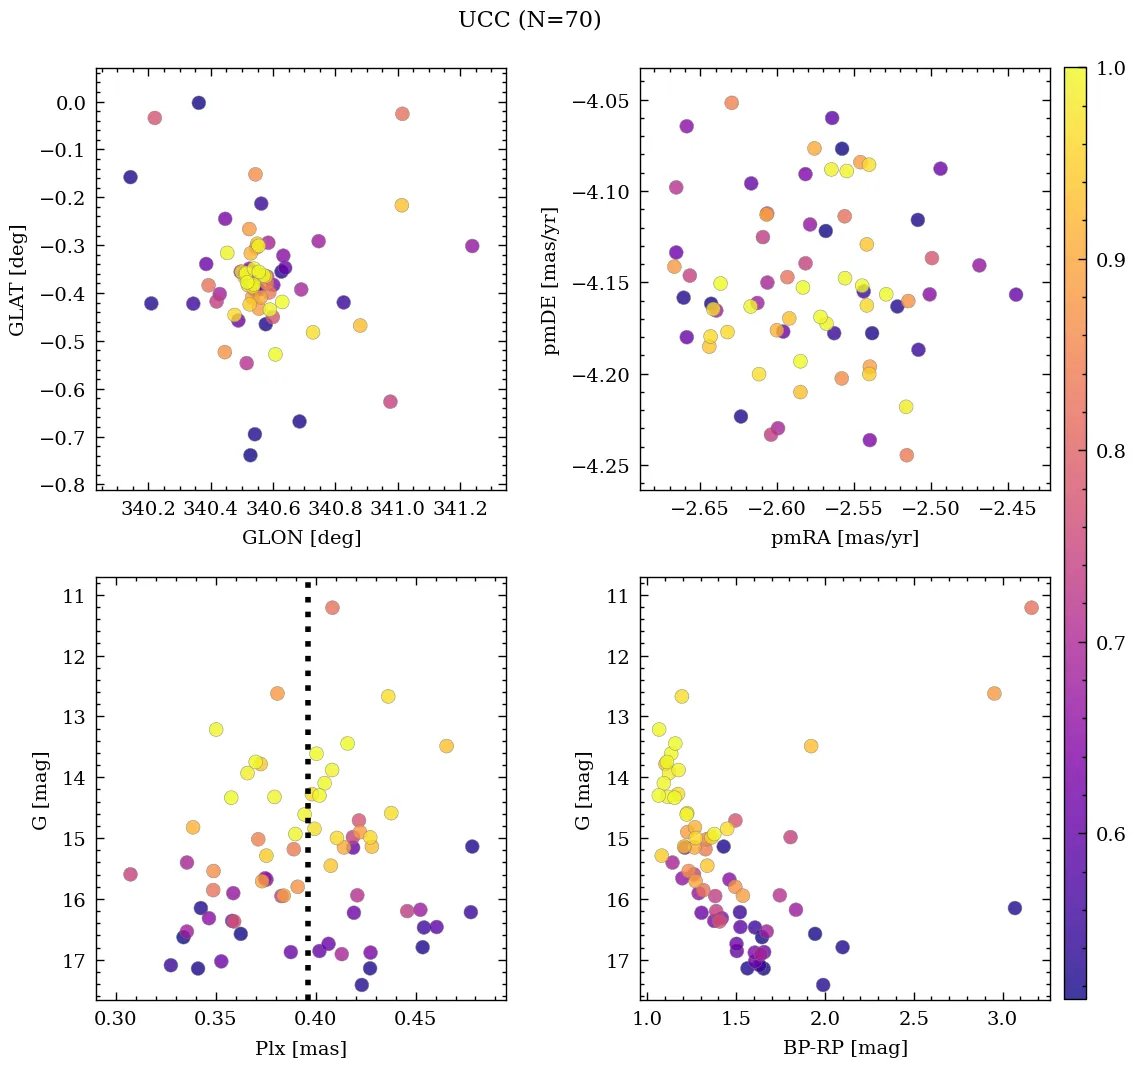 UCC (N=70)
0.0
−0.1
−0.2
−0.3
−0.4
−0.5
−0.6
−0.7
−0.8
GLAT [deg]
340.2 340.4 340.6 340.8 341.0 341.2
GLON [deg]
−4.05
−4.10
−4.15
−4.20
−4.25
pmDE [mas/yr]
−2.65 −2.60 −2.55 −2.50 −2.45
pmRA [mas/yr]
1.0
0.9
0.8
0.7
0.6
11
12
13
14
15
16
17
G [mag]
0.30 0.35 0.40 0.45
Plx [mas]
11
12
13
14
15
16
17
G [mag]
1.0 1.5 2.0 2.5 3.0
BP-RP [mag]